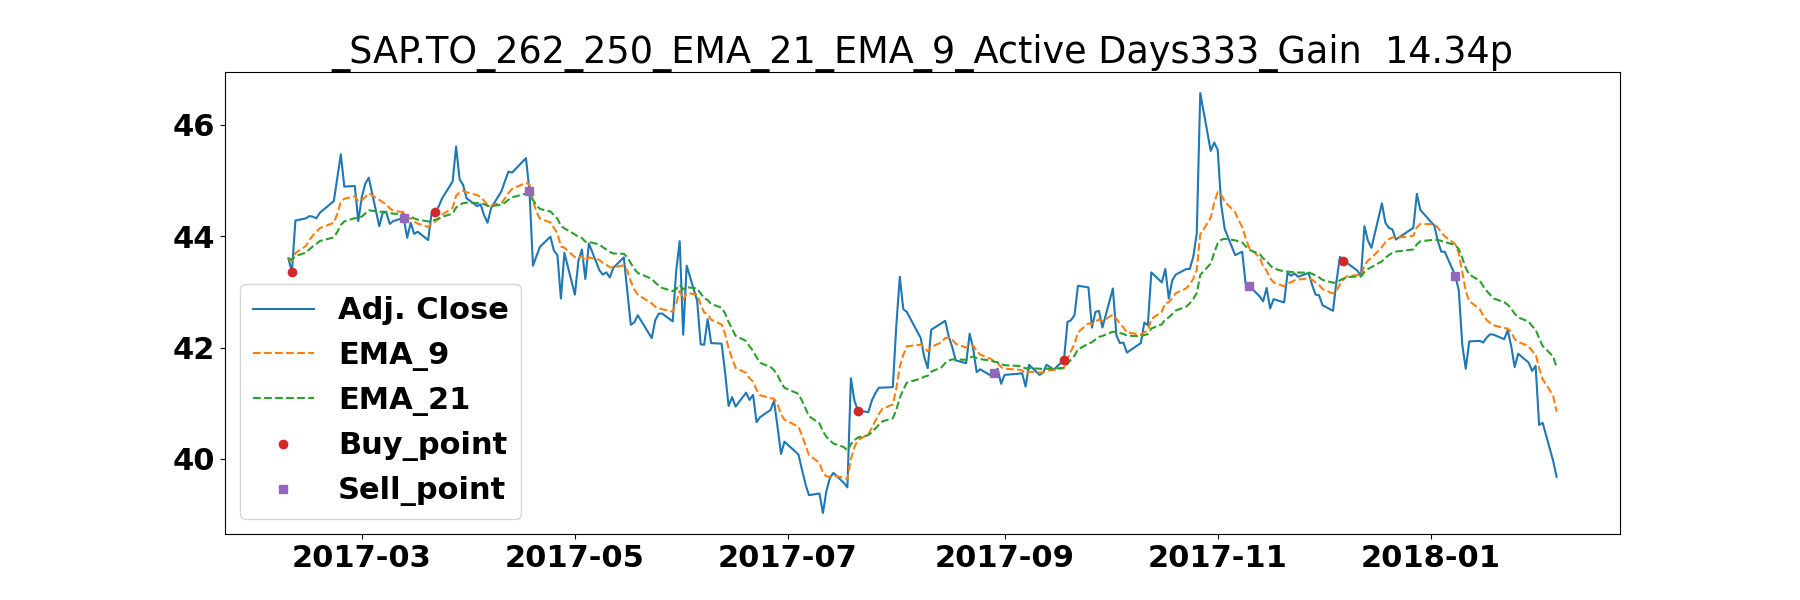 _SAP.TO_262_250_EMA_21_EMA_9_Active Days333_Gain  14.34p
46
44
42
40
Adj. Close
EMA_9
EMA_21
Buy_point
Sell_point
2017-03 2017-05 2017-07 2017-09 2017-11 2018-01